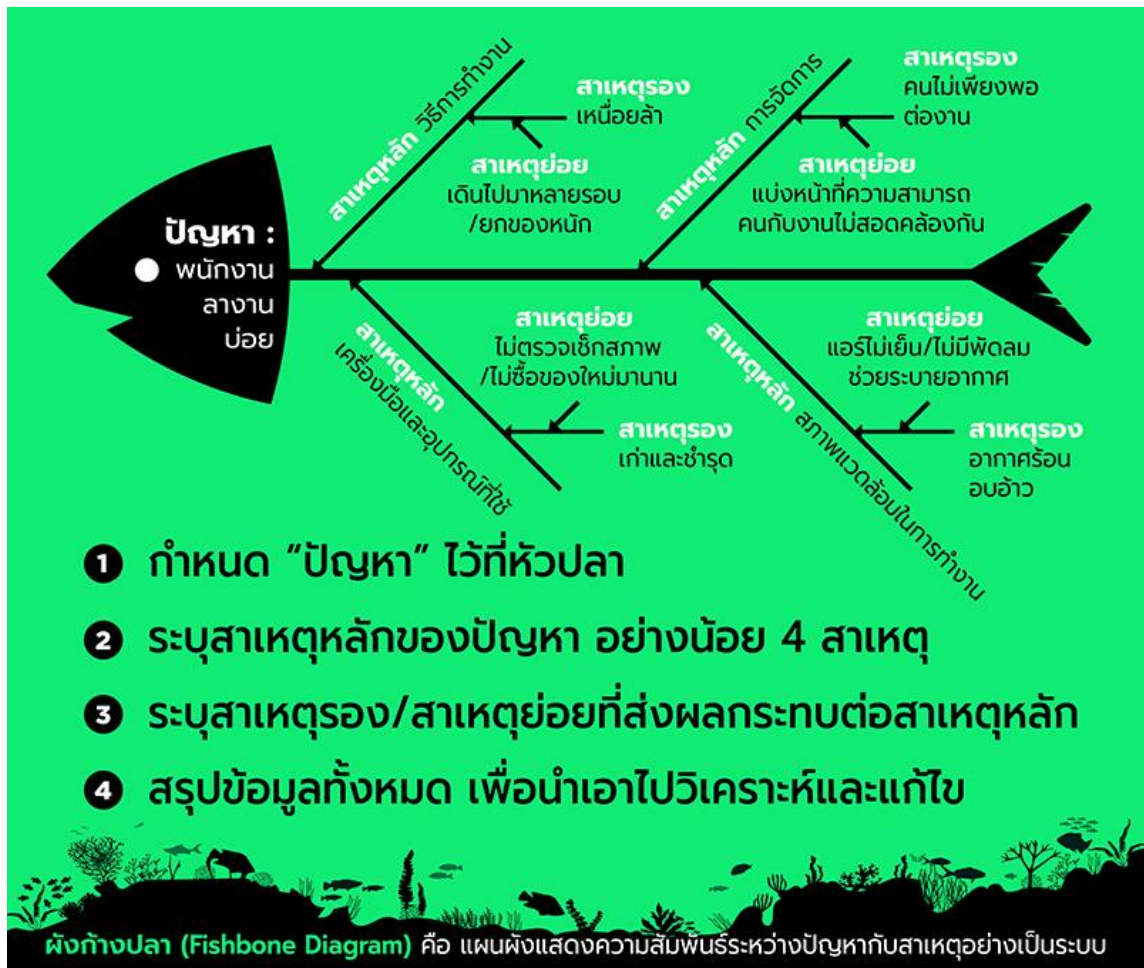 สาเหตุหลัก วิธีการทำงาน
สาเหตุรอง
เหนื่อยล้า
สาเหตุย่อย
เดินไปมาหลายรอบ
/ยกของหนัก
สาเหตุหลัก การจัดการ
สาเหตุรอง
คนไม่เพียงพอ
ต่องาน
สาเหตุย่อย
แบ่งหน้าที่ความสามารถ
คนกับงานไม่สอดคล้องกัน
ปัญหา :
พนักงาน
ลางาน
บ่อย
สาเหตุหลัก
เครื่องมือและอุปกรณ์ที่ใช้
สาเหตุย่อย
ไม่ตรวจเช็กสภาพ
/ไม่ซื้อของใหม่มานาน
สาเหตุรอง
เก่าและชำรุด
สาเหตุหลัก สภาพแวดล้อมในการทำงาน
สาเหตุย่อย
แอร์ไม่เย็น/ไม่มีพัดลม
ช่วยระบายอากาศ
สาเหตุรอง
อากาศร้อน
อบอ้าว
1 กำหนด “ปัญหา” ไว้ที่หัวปลา
2 ระบุสาเหตุหลักของปัญหา อย่างน้อย 4 สาเหตุ
3 ระบุสาเหตุรอง/สาเหตุย่อยที่ส่งผลกระทบต่อสาเหตุหลัก
4 สรุปข้อมูลทั้งหมด เพื่อนำเอาไปวิเคราะห์และแก้ไข
ผังก้างปลา (Fishbone Diagram) คือ แผนผังแสดงความสัมพันธ์ระหว่างปัญหากับสาเหตุอย่างเป็นระบบ